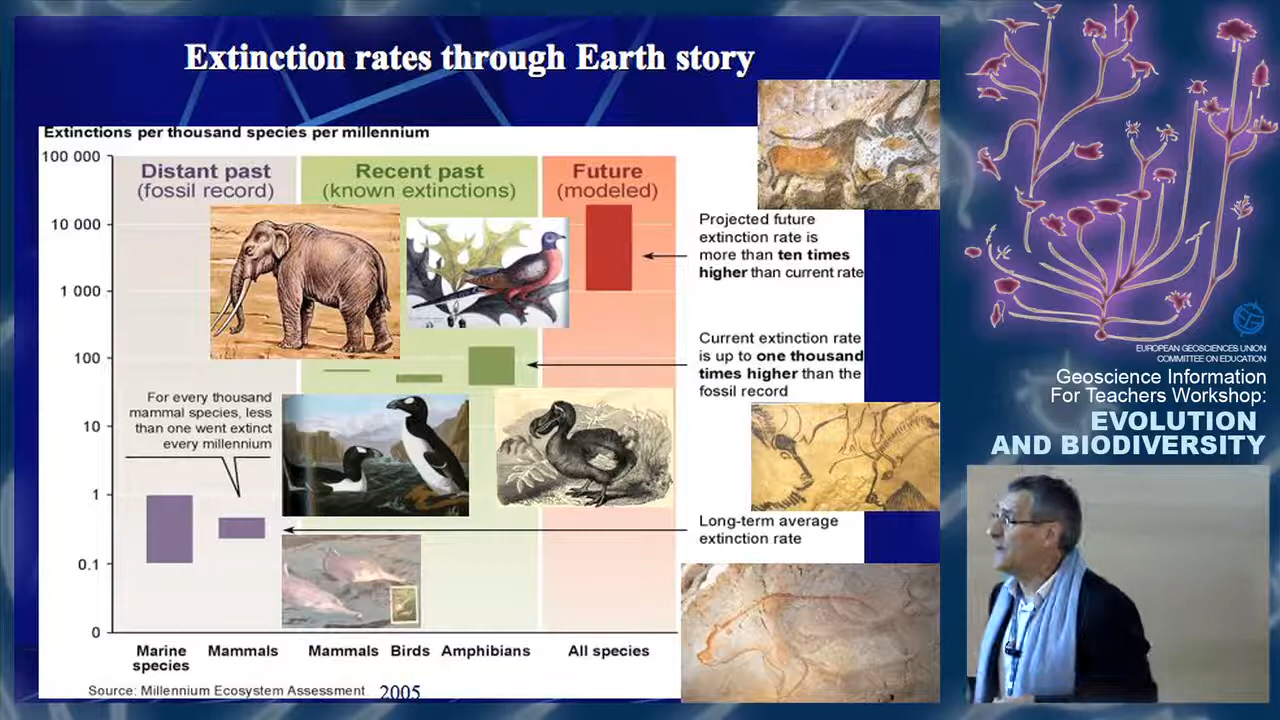 Extinction rates through Earth story
Extinctions per thousand species per millennium
100 000
10 000
1 000
100
10
1
0.1
0
Distant past
(fossil record)
Recent past
(known extinctions)
Future
(modeled)
Projected future
extinction rate is
more than ten times
higher than current rate
Current extinction rate
is up to one thousand
times higher than the
fossil record
For every thousand
mammal species, less
than one went extinct
every millennium
Long-term average
extinction rate
Marine
species
Mammals
Mammals
Birds
Amphibians
All species
Source: Millennium Ecosystem Assessment 2005
EUROPEAN GEOSCIENCES UNION
COMMITTEE ON EDUCATION
Geoscience Information
For Teachers Workshop:
EVOLUTION
AND BIODIVERSITY